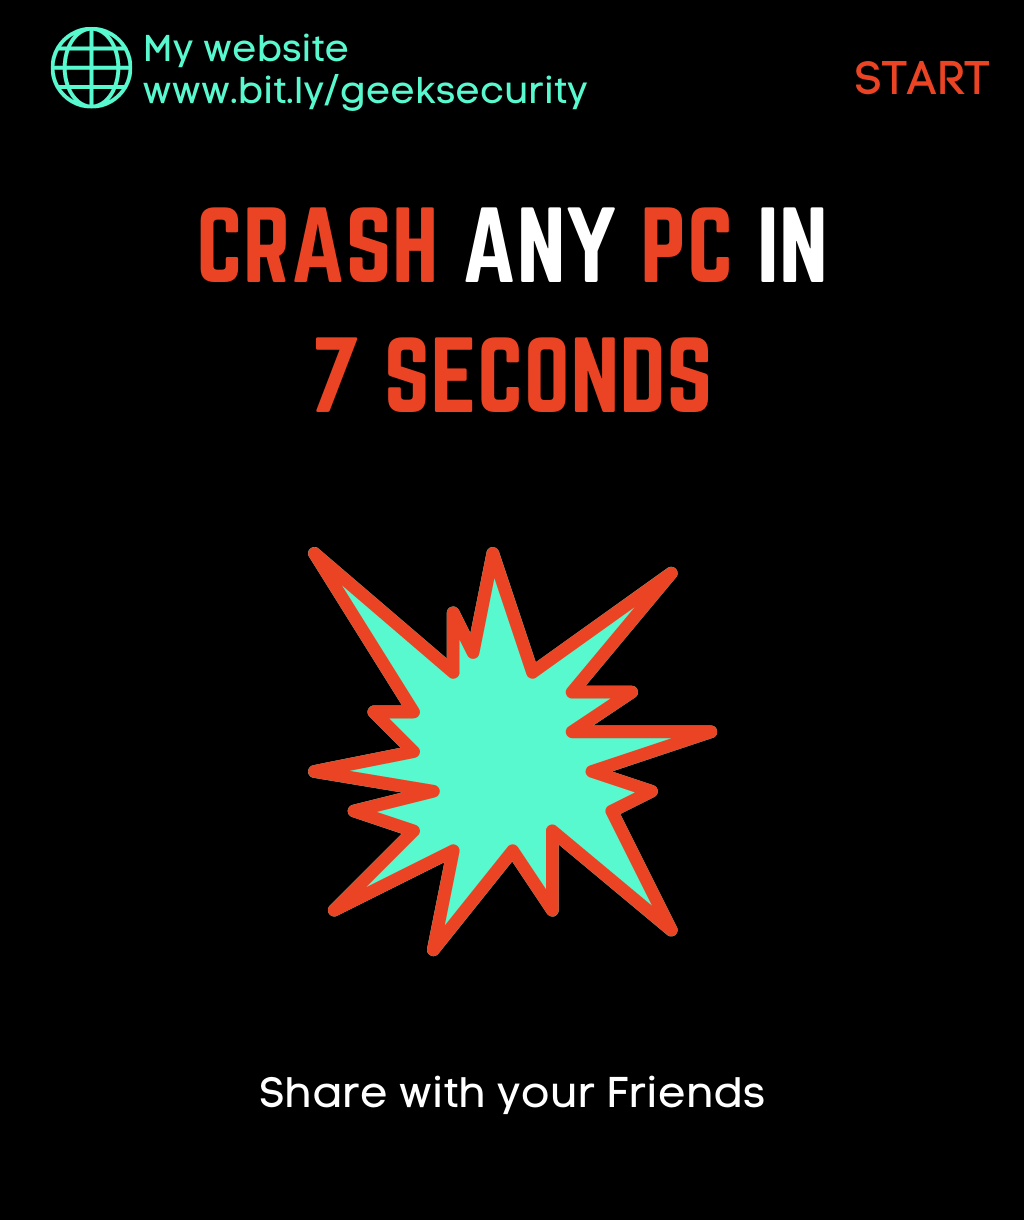 My website
www.bit.ly/geeksecurity
START
CRASH ANY PC IN
7 SECONDS
Share with your Friends